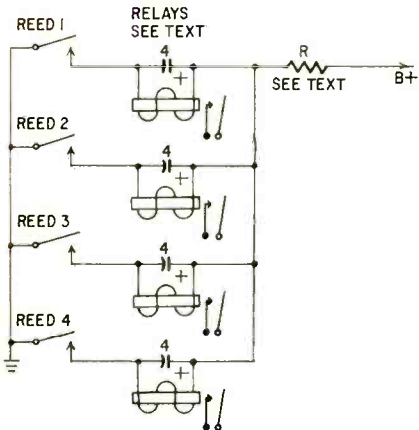 REED 1
RELAYS
SEE TEXT
4
+
R
SEE TEXT
B+
REED 2
4
+
REED 3
4
+
REED 4
4
+